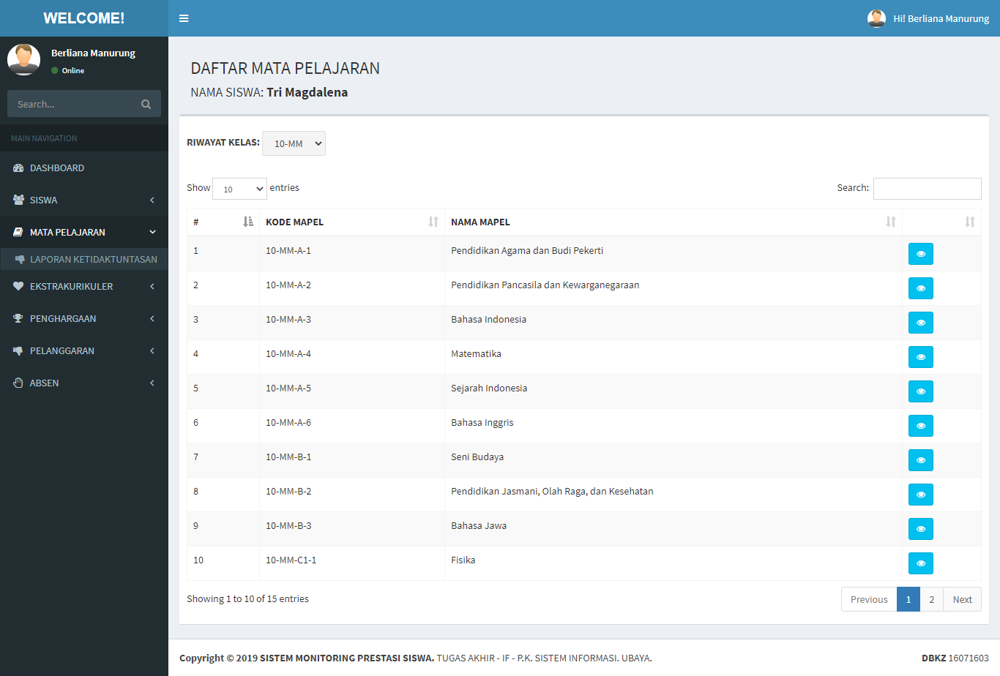 WELCOME!
Hi! Berliana Manurung
Berliana Manurung
Online
Search...
MAIN NAVIGATION
DASHBOARD
SISWA
MATA PELAJARAN
LAPORAN KETIDAKTUNTASAN
EKSTRAKURIKULER
PENGHARGAAN
PELANGGARAN
ABSEN
DAFTAR MATA PELAJARAN
NAMA SISWA: Tri Magdalena
RIWAYAT KELAS: 10-MM
Show 10 entries
Search:
# KODE MAPEL NAMA MAPEL
1 10-MM-A-1 Pendidikan Agama dan Budi Pekerti
2 10-MM-A-2 Pendidikan Pancasila dan Kewarganegaraan
3 10-MM-A-3 Bahasa Indonesia
4 10-MM-A-4 Matematika
5 10-MM-A-5 Sejarah Indonesia
6 10-MM-A-6 Bahasa Inggris
7 10-MM-B-1 Seni Budaya
8 10-MM-B-2 Pendidikan Jasmani, Olah Raga, dan Kesehatan
9 10-MM-B-3 Bahasa Jawa
10 10-MM-C1-1 Fisika
Showing 1 to 10 of 15 entries
Previous 1 2 Next
Copyright © 2019 SISTEM MONITORING PRESTASI SISWA. TUGAS AKHIR - IF - P.K. SISTEM INFORMASI. UBAYA.
DBKZ 16071603